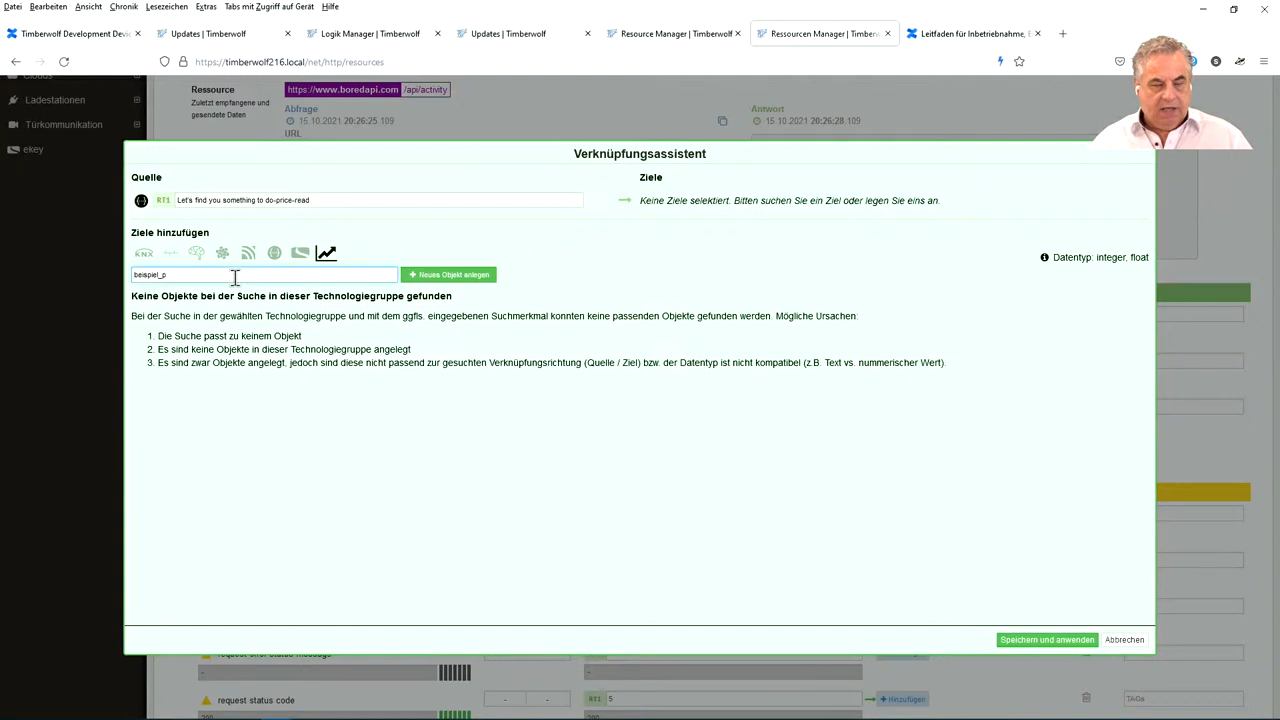 Datei Bearbeiten Ansicht Chronik Lesezeichen Extras Tabs mit Zugriff auf Gerät Hilfe
Timberwolf Development Devi Updates | Timberwolf Logik Manager | Timberwolf Updates | Timberwolf Resource Manager | Timberwolf Ressourcen Manager | Timberw Leitfaden für Inbetriebnahme, E
https://timberwolf216.local/net/http/resources
Clouds
Ladestationen
Türkommunikation
ekey
Ressource
Zuletzt empfangene und
gesendete Daten
https://www.boredapi.com /api/activity
Abfrage
15.10.2021 20:26:25.109
URL
Antwort
15.10.2021 20:26:28.109
Verknüpfungsassistent
Quelle
Ziele
RT1 Let's find you something to do-price-read
Keine Ziele selektiert. Bitten suchen Sie ein Ziel oder legen Sie eins an.
Ziele hinzufügen
KNX
Datentyp: integer, float
beispiel_p
Neues Objekt anlegen
Keine Objekte bei der Suche in dieser Technologiegruppe gefunden
Bei der Suche in der gewählten Technologiegruppe und mit dem ggfls. eingegebenen Suchmerkmal konnten keine passenden Objekte gefunden werden. Mögliche Ursachen:
1. Die Suche passt zu keinem Objekt
2. Es sind keine Objekte in dieser Technologiegruppe angelegt
3. Es sind zwar Objekte angelegt, jedoch sind diese nicht passend zur gesuchten Verknüpfungsrichtung (Quelle / Ziel) bzw. der Datentyp ist nicht kompatibel (z.B. Text vs. nummerischer Wert).
Speichern und anwenden Abbrechen
request error status message
- -
request status code - - RT1 5 Hinzufügen TAGs
200 200